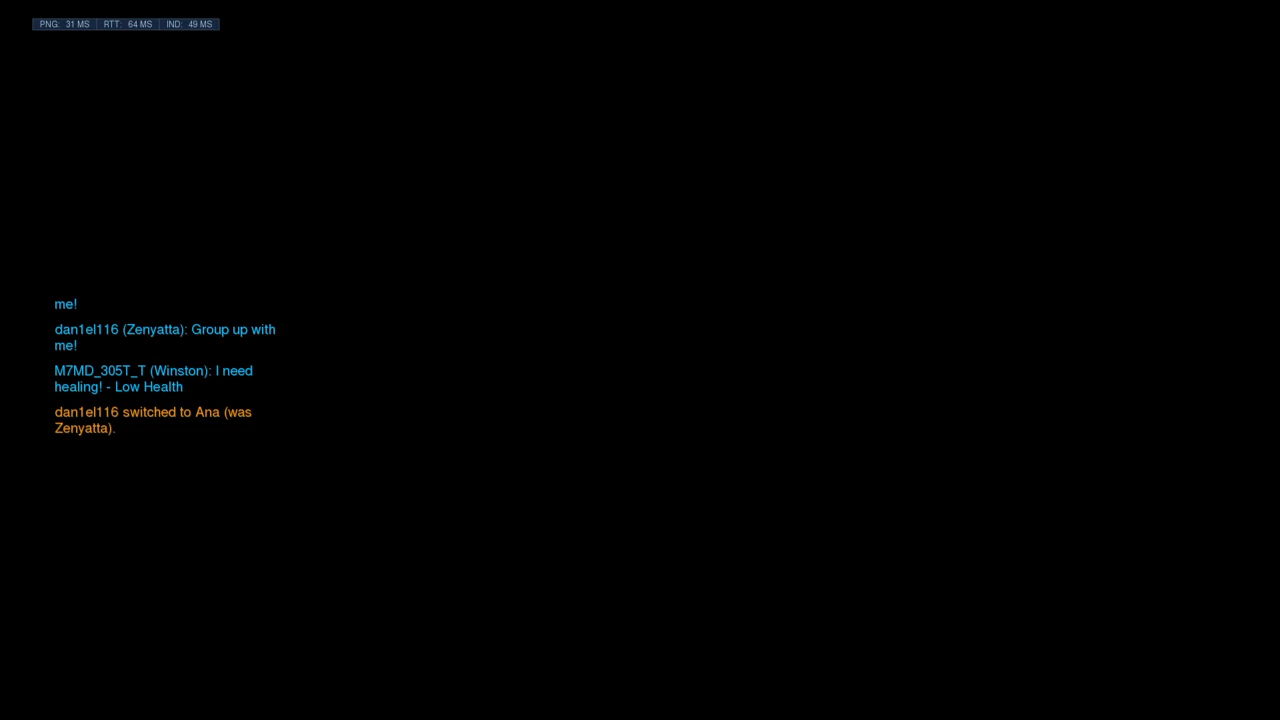 PNG: 31 MS RTT: 64 MS IND: 49 MS
me!
dan1el116 (Zenyatta): Group up with
me!
M7MD_305T_T (Winston): I need
healing! - Low Health
dan1el116 switched to Ana (was
Zenyatta).